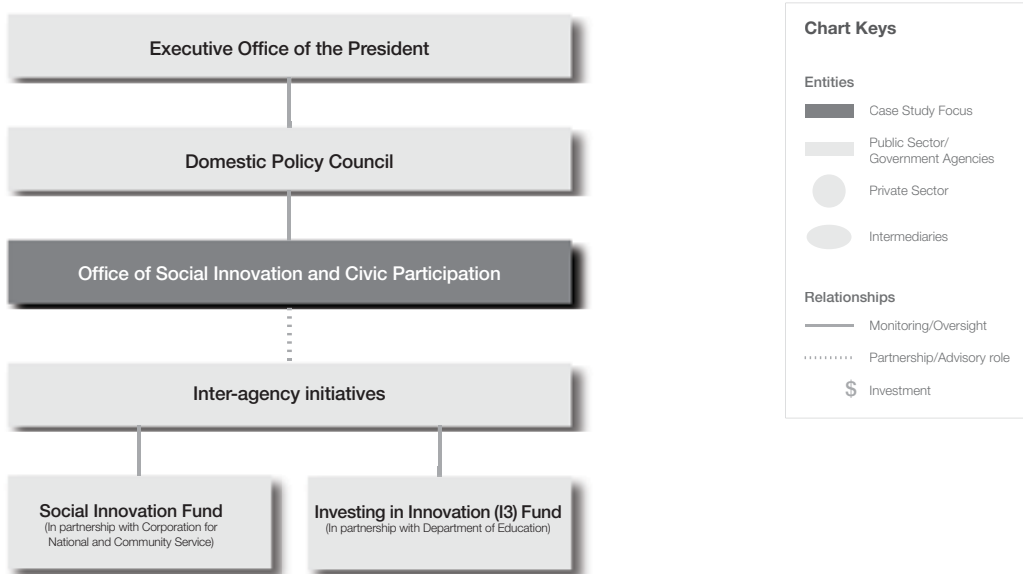 Executive Office of the President
Domestic Policy Council
Office of Social Innovation and Civic Participation
Inter-agency initiatives
Social Innovation Fund
(In partnership with Corporation for
National and Community Service)
Investing in Innovation (I3) Fund
(In partnership with Department of Education)
Chart Keys
Entities
Case Study Focus
Public Sector/
Government Agencies
Private Sector
Intermediaries
Relationships
Monitoring/Oversight
Partnership/Advisory role
$ Investment